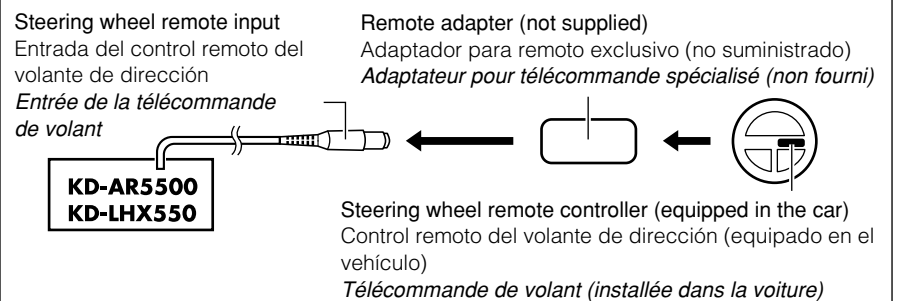 Steering wheel remote input
Entrada del control remoto del
volante de dirección
Entrée de la télécommande
de volant
Remote adapter (not supplied)
Adaptador para remoto exclusivo (no suministrado)
Adaptateur pour télécommande spécialisé (non fourni)
KD-AR5500
KD-LHX550
Steering wheel remote controller (equipped in the car)
Control remoto del volante de dirección (equipado en el
vehículo)
Télécommande de volant (installée dans la voiture)